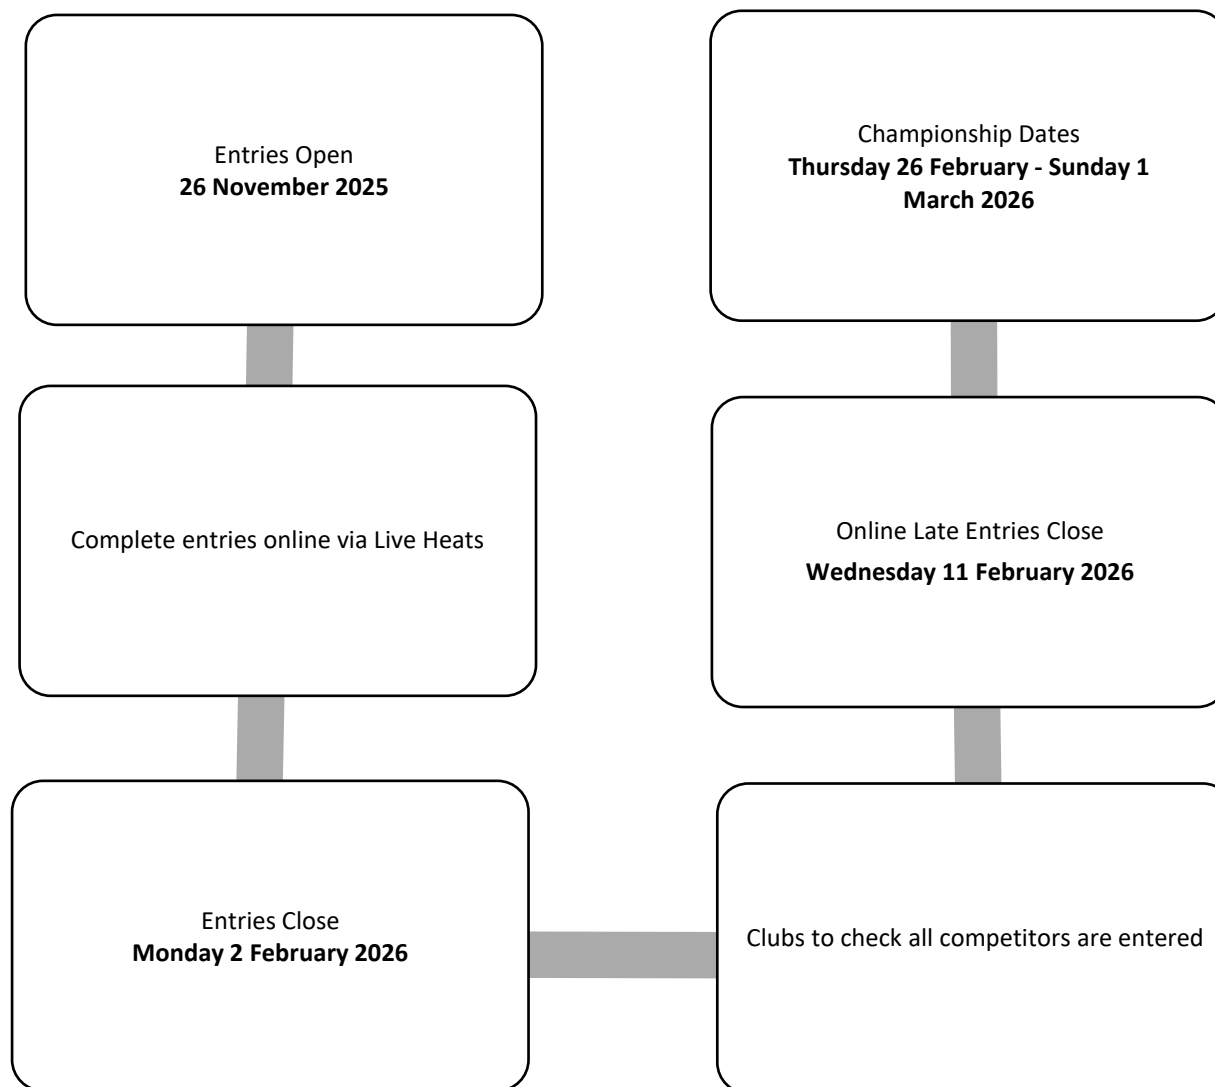 Entries Open
26 November 2025
Complete entries online via Live Heats
Entries Close
Monday 2 February 2026
Clubs to check all competitors are entered
Online Late Entries Close
Wednesday 11 February 2026
Championship Dates
Thursday 26 February - Sunday 1
March 2026